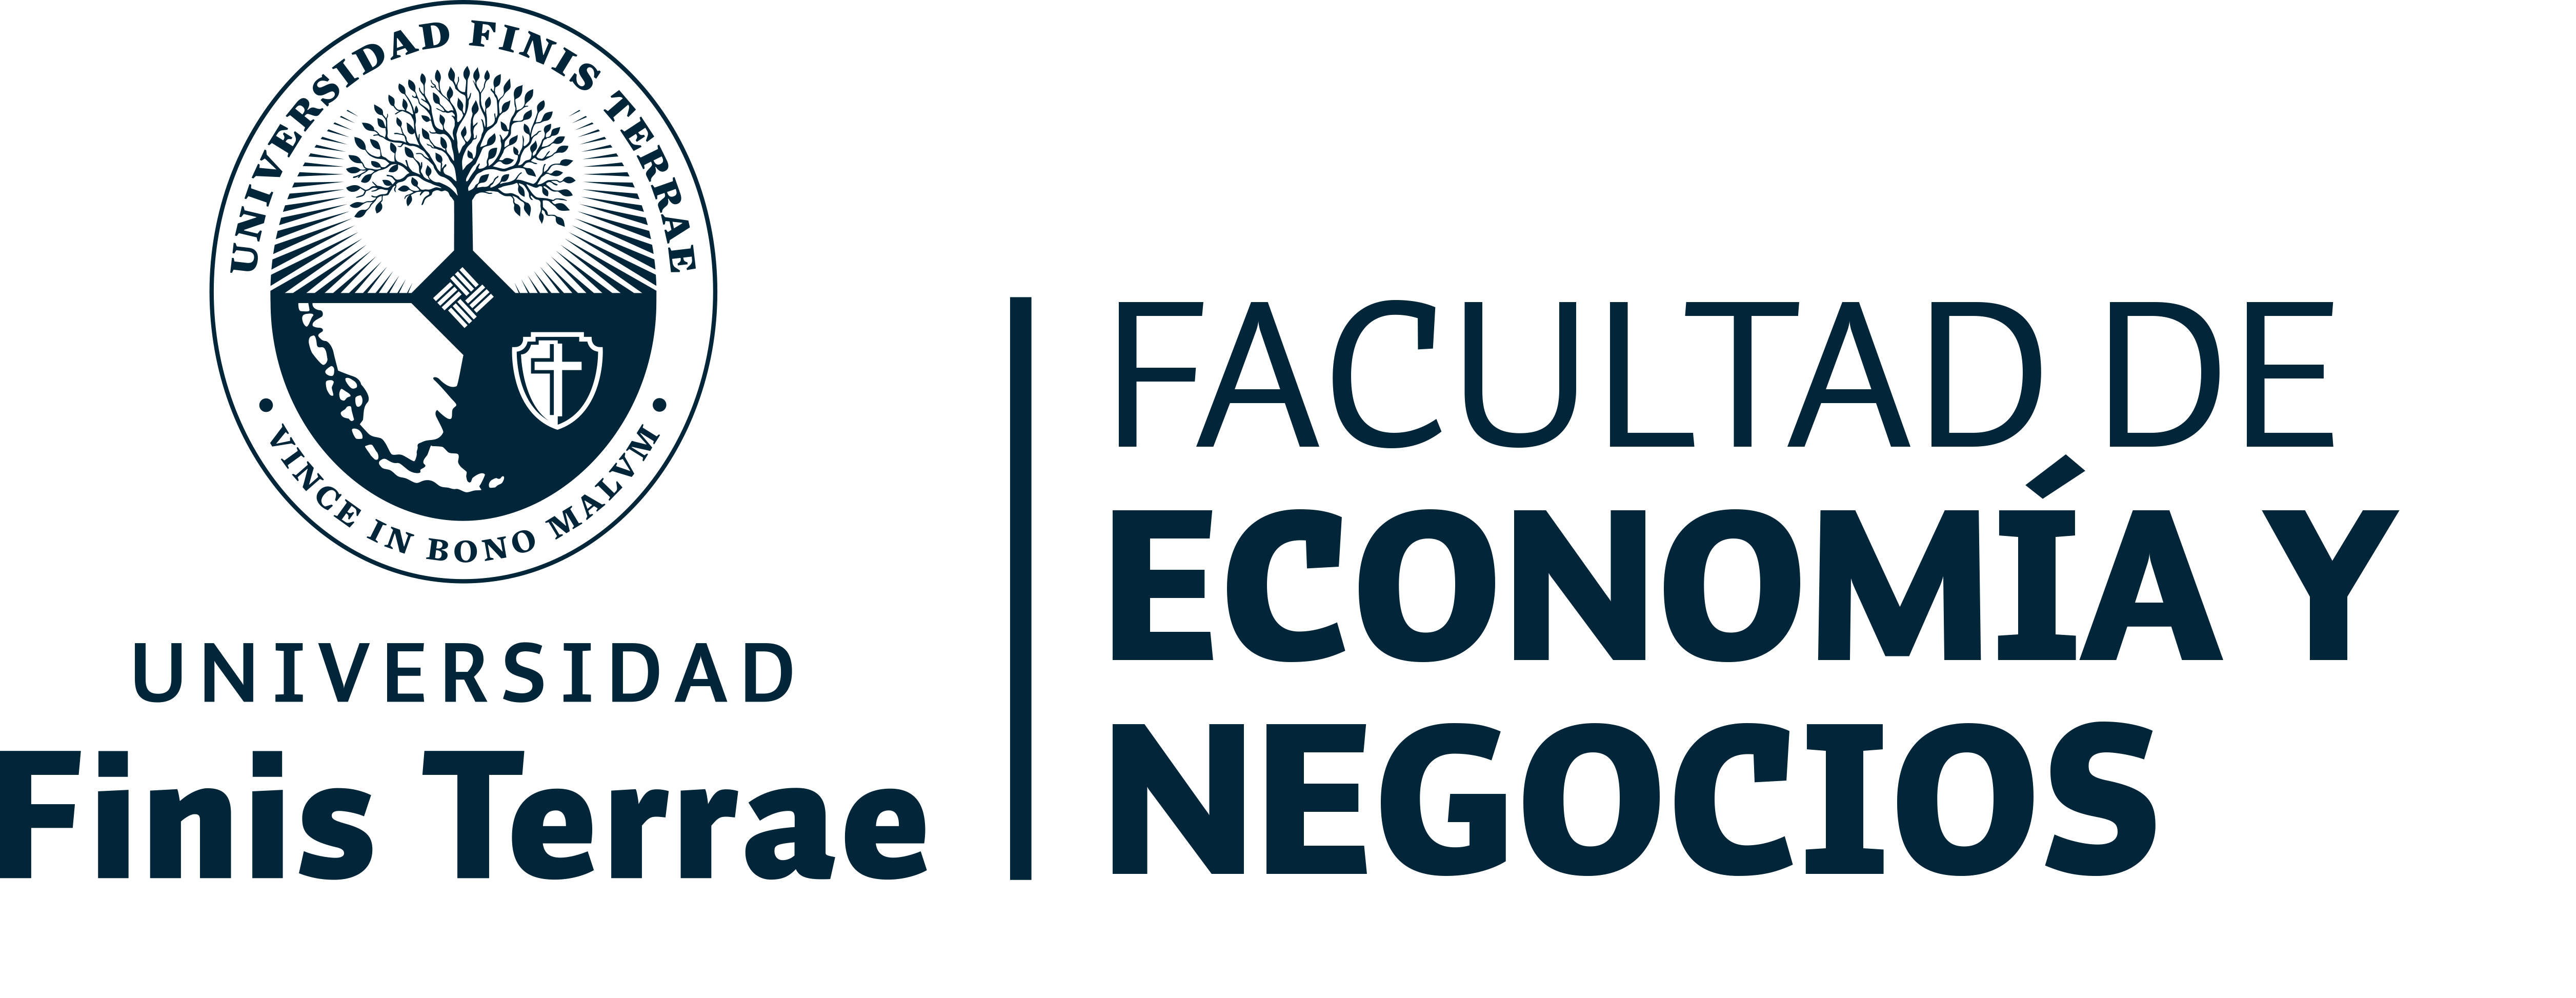 UNIVERSIDAD FINIS TERRAE
• VINCE IN BONO MALVM •
UNIVERSIDAD
Finis Terrae
FACULTAD DE
ECONOMÍA Y
NEGOCIOS